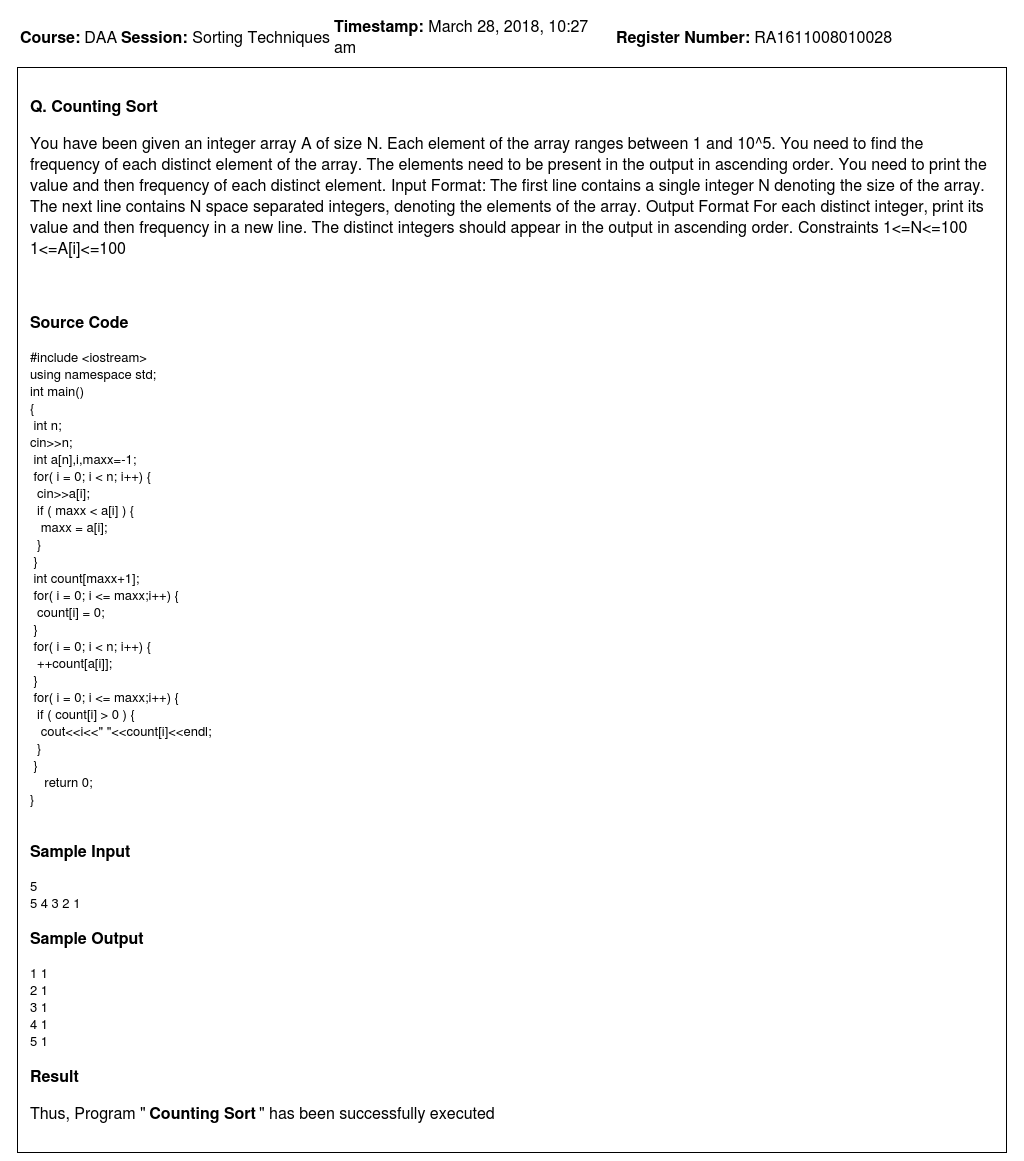 Course: DAA Session: Sorting Techniques Timestamp: March 28, 2018, 10:27 am Register Number: RA1611008010028
Q. Counting Sort
You have been given an integer array A of size N. Each element of the array ranges between 1 and 10^5. You need to find the
frequency of each distinct element of the array. The elements need to be present in the output in ascending order. You need to print the
value and then frequency of each distinct element. Input Format: The first line contains a single integer N denoting the size of the array.
The next line contains N space separated integers, denoting the elements of the array. Output Format For each distinct integer, print its
value and then frequency in a new line. The distinct integers should appear in the output in ascending order. Constraints 1<=N<=100
1<=A[i]<=100
Source Code
#include <iostream>
using namespace std;
int main()
{
int n;
cin>>n;
int a[n],i,maxx=-1;
for( i = 0; i < n; i++) {
cin>>a[i];
if ( maxx < a[i] ) {
maxx = a[i];
}
}
int count[maxx+1];
for( i = 0; i <= maxx;i++) {
count[i] = 0;
}
for( i = 0; i < n; i++) {
++count[a[i]];
}
for( i = 0; i <= maxx;i++) {
if ( count[i] > 0 ) {
cout<<i<<" "<<count[i]<<endl;
}
}
return 0;
}
Sample Input
5
5 4 3 2 1
Sample Output
1 1
2 1
3 1
4 1
5 1
Result
Thus, Program " Counting Sort " has been successfully executed